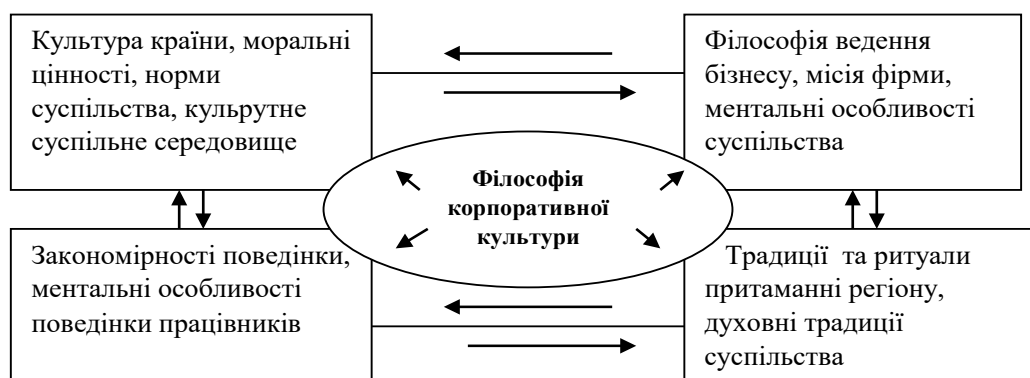 Культура країни, моральні
цінності, норми
суспільства, кульрутне
суспільне середовище
Філософія ведення
бізнесу, місія фірми,
ментальні особливості
суспільства
Філософія
корпоративної
культури
Закономірності поведінки,
ментальні особливості
поведінки працівників
Традиції та ритуали
притаманні регіону,
духовні традиції
суспільства